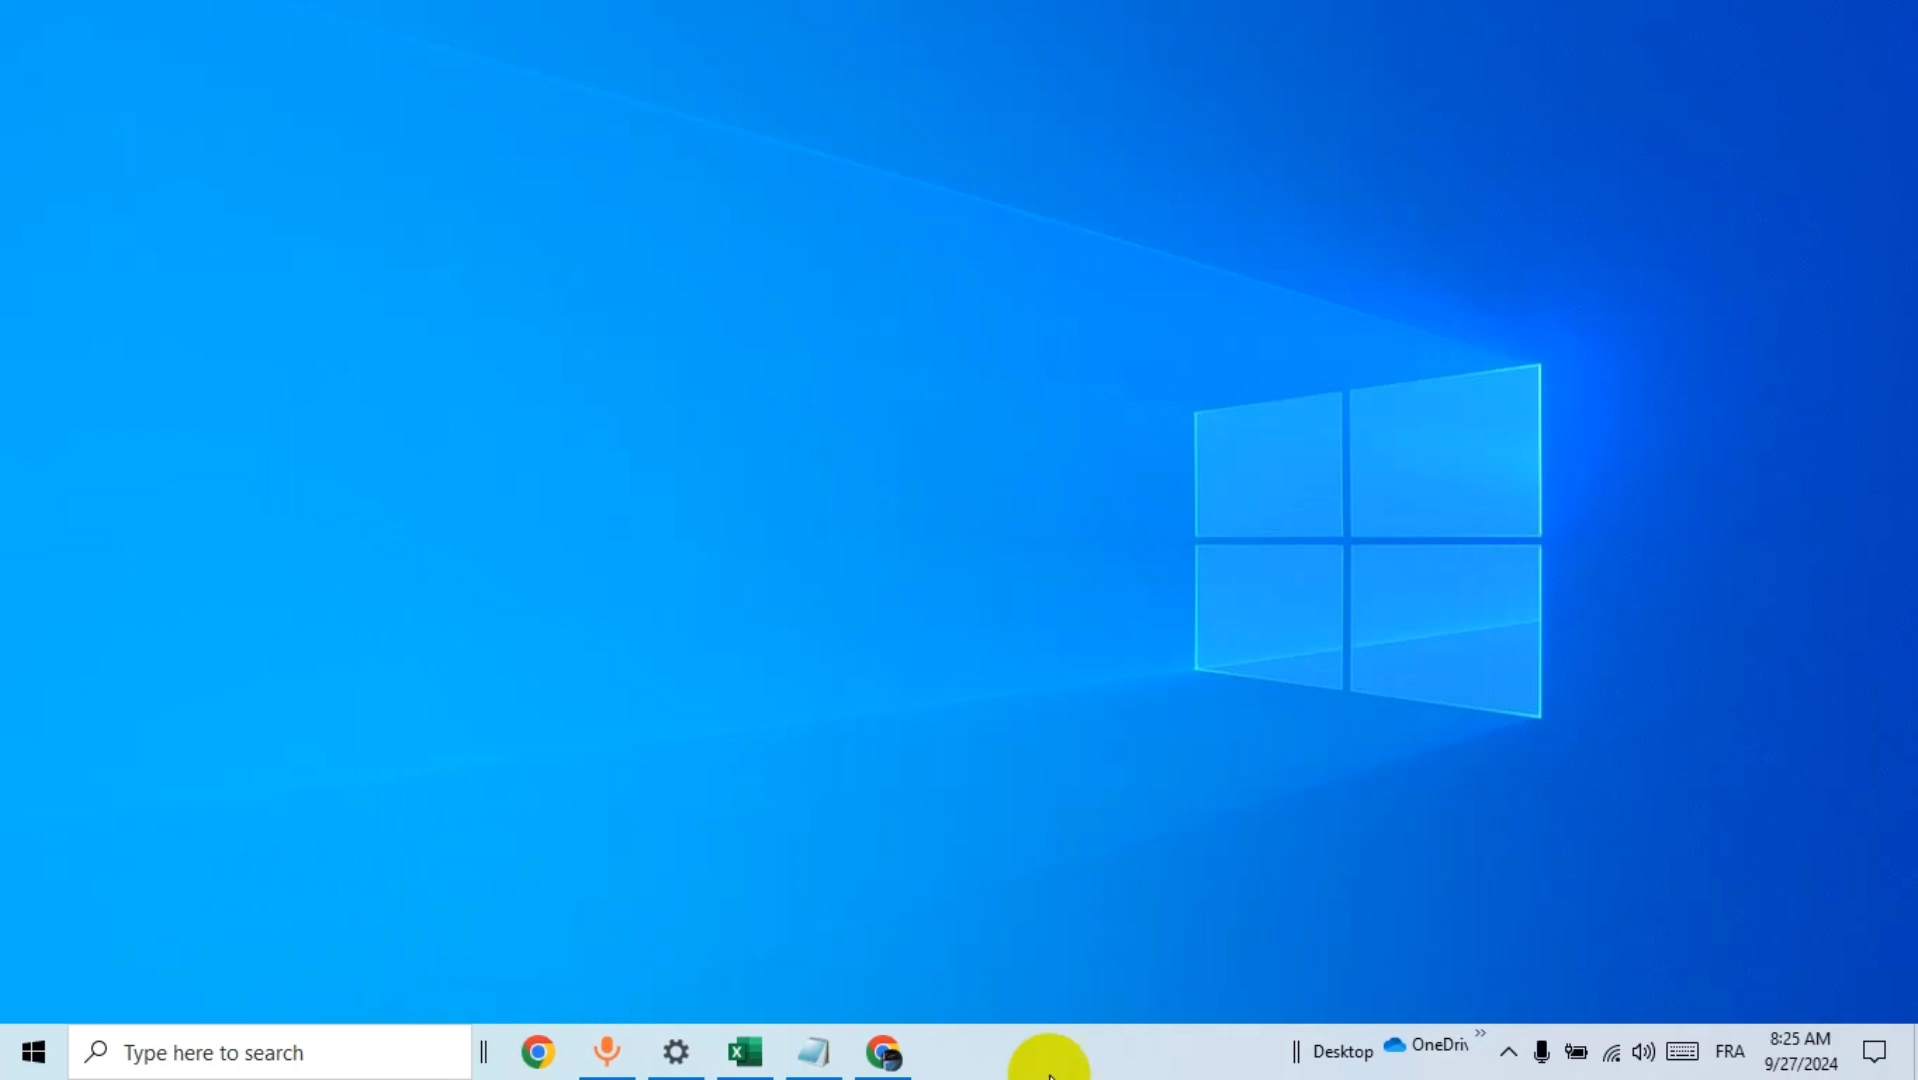 Type here to search
Desktop
OneDriv
FRA
8:25 AM
9/27/2024